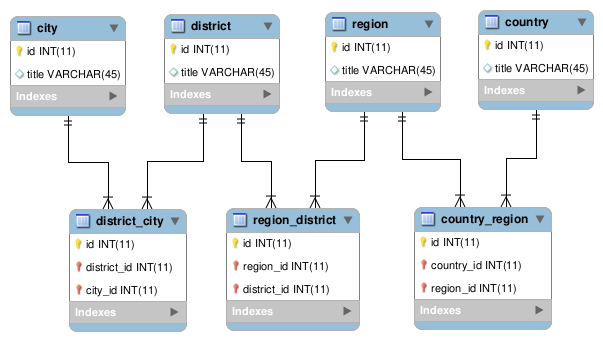 city
id INT(11)
title VARCHAR(45)
Indexes
district
id INT(11)
title VARCHAR(45)
Indexes
region
id INT(11)
title VARCHAR(45)
Indexes
country
id INT(11)
title VARCHAR(45)
Indexes
district_city
id INT(11)
district_id INT(11)
city_id INT(11)
Indexes
region_district
id INT(11)
region_id INT(11)
district_id INT(11)
Indexes
country_region
id INT(11)
country_id INT(11)
region_id INT(11)
Indexes